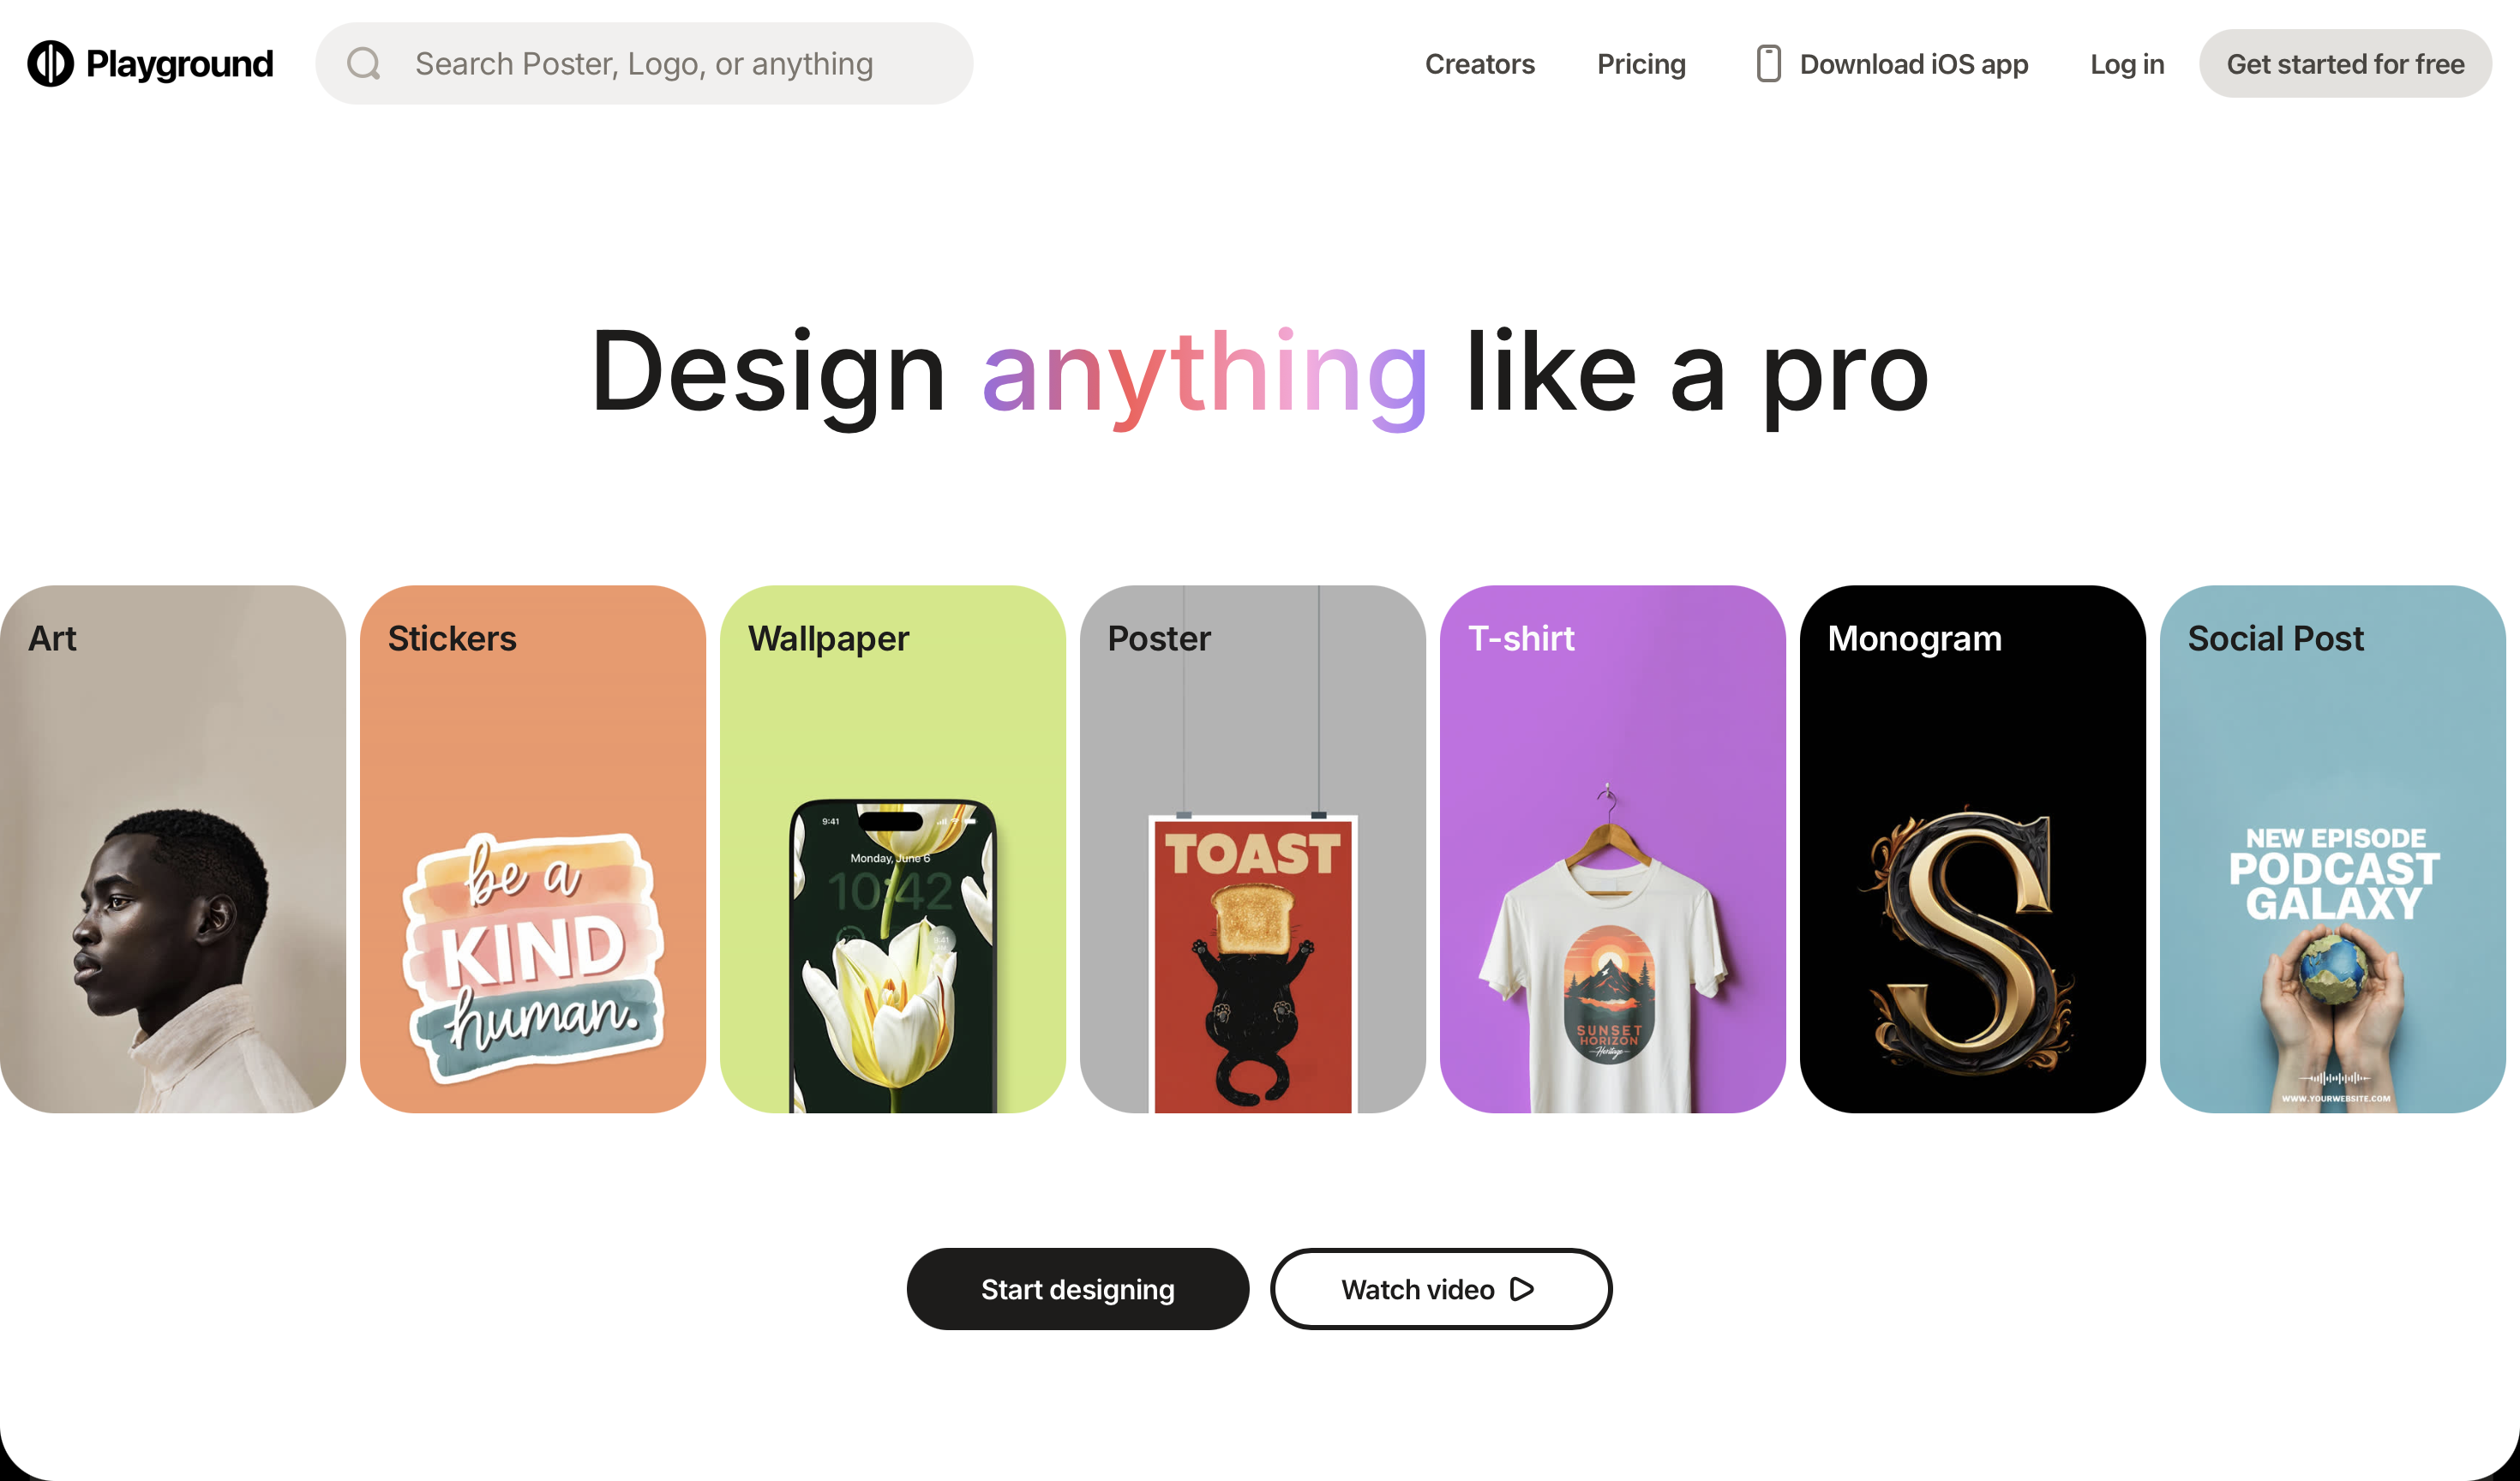 Playground
Search Poster, Logo, or anything
Creators
Pricing
Download iOS app
Log in
Get started for free
Design anything like a pro
Art
Stickers
Wallpaper
Poster
T-shirt
Monogram
Social Post
be a
KIND
human.
9:41
Monday, June 6
10:42
TOAST
SUNSET
HORIZON
Heritage
S
NEW EPISODE
PODCAST
GALAXY
WWW.YOURWEBSITE.COM
Start designing
Watch video